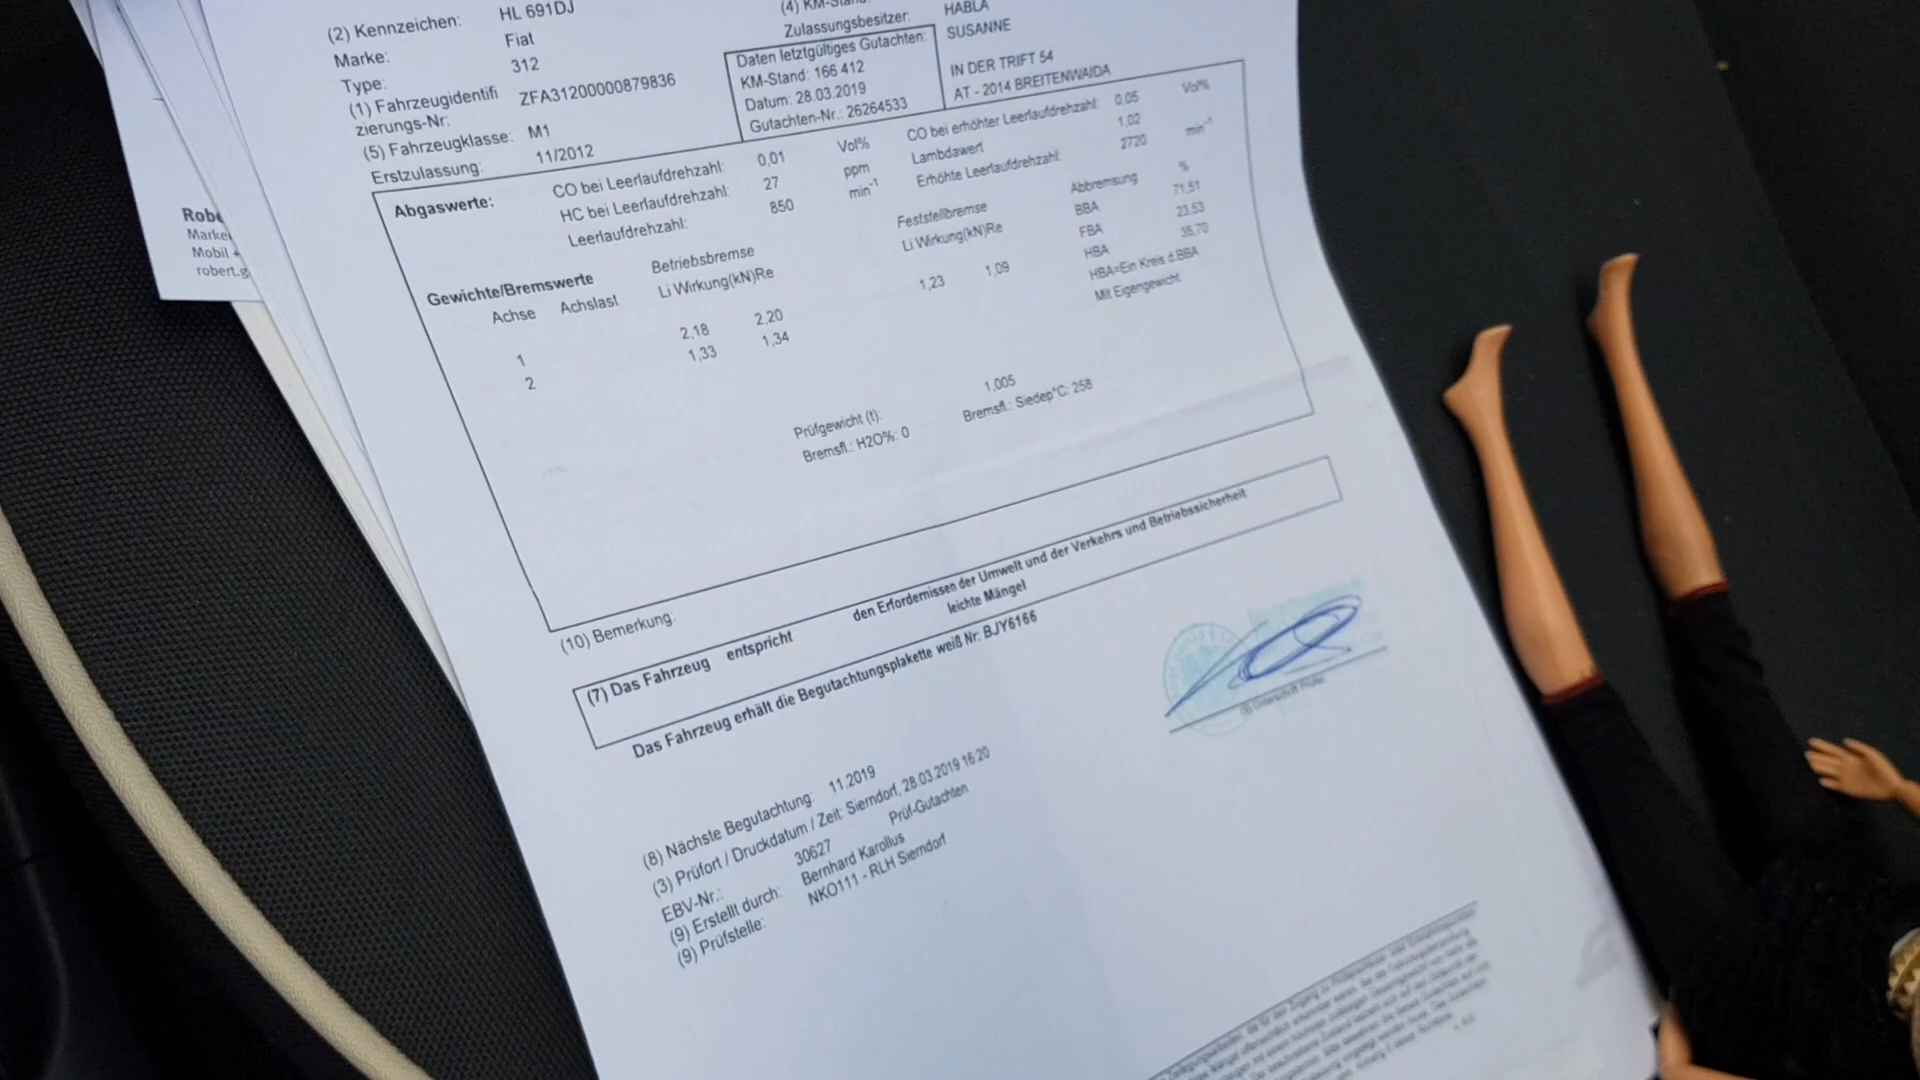 (2) Kennzeichen: HL 691DJ
Marke: Fiat
Type: 312
(1) Fahrzeugidentifi
zierungs-Nr: ZFA31200000879836
(5) Fahrzeugklasse: M1
Erstzulassung: 11/2012
(4) KM-Stand:
Zulassungsbesitzer: HABLA
SUSANNE
IN DER TRIFT 54
AT - 2014 BREITENWAIDA
Daten letztgültiges Gutachten:
KM-Stand: 166 412
Datum: 28.03.2019
Gutachten-Nr.: 26264533
Abgaswerte: CO bei Leerlaufdrehzahl: 0,01 Vol%
HC bei Leerlaufdrehzahl: 27 ppm
Leerlaufdrehzahl: 850 min-1
CO bei erhöhter Leerlaufdrehzahl: 0,05 Vol%
Lambdawert 1,02
Erhöhte Leerlaufdrehzahl: 2720 min-1
Gewichte/Bremswerte Betriebsbremse Feststellbremse Abbremsung %
Achse Achslast Li Wirkung(kN)Re Li Wirkung(kN)Re BBA 71,51
FBA 23,53
1 2,18 2,20 HBA 35,70
2 1,33 1,34 1,23 1,09 HBA=Ein Kreis d.BBA
Mit Eigengewicht
Prüfgewicht (t): 1,005
Bremsfl.: H2O%: 0 Bremsfl.: Siedep°C: 258
(10) Bemerkung:
(7) Das Fahrzeug entspricht den Erfordernissen der Umwelt und der Verkehrs und Betriebssicherheit
leichte Mängel
Das Fahrzeug erhält die Begutachtungsplakette weiß Nr: BJY6166
(8) Nächste Begutachtung: 11.2019
(3) Prüfort / Druckdatum / Zeit: Sierndorf, 28.03.2019 16:20
EBV-Nr.: 30627 Prüf-Gutachten
(9) Erstellt durch: Bernhard Karollus
(9) Prüfstelle: NKO111 - RLH Sierndorf
(9) Unterschrift Prüfer
Robe
Marke
Mobil +
robert.g